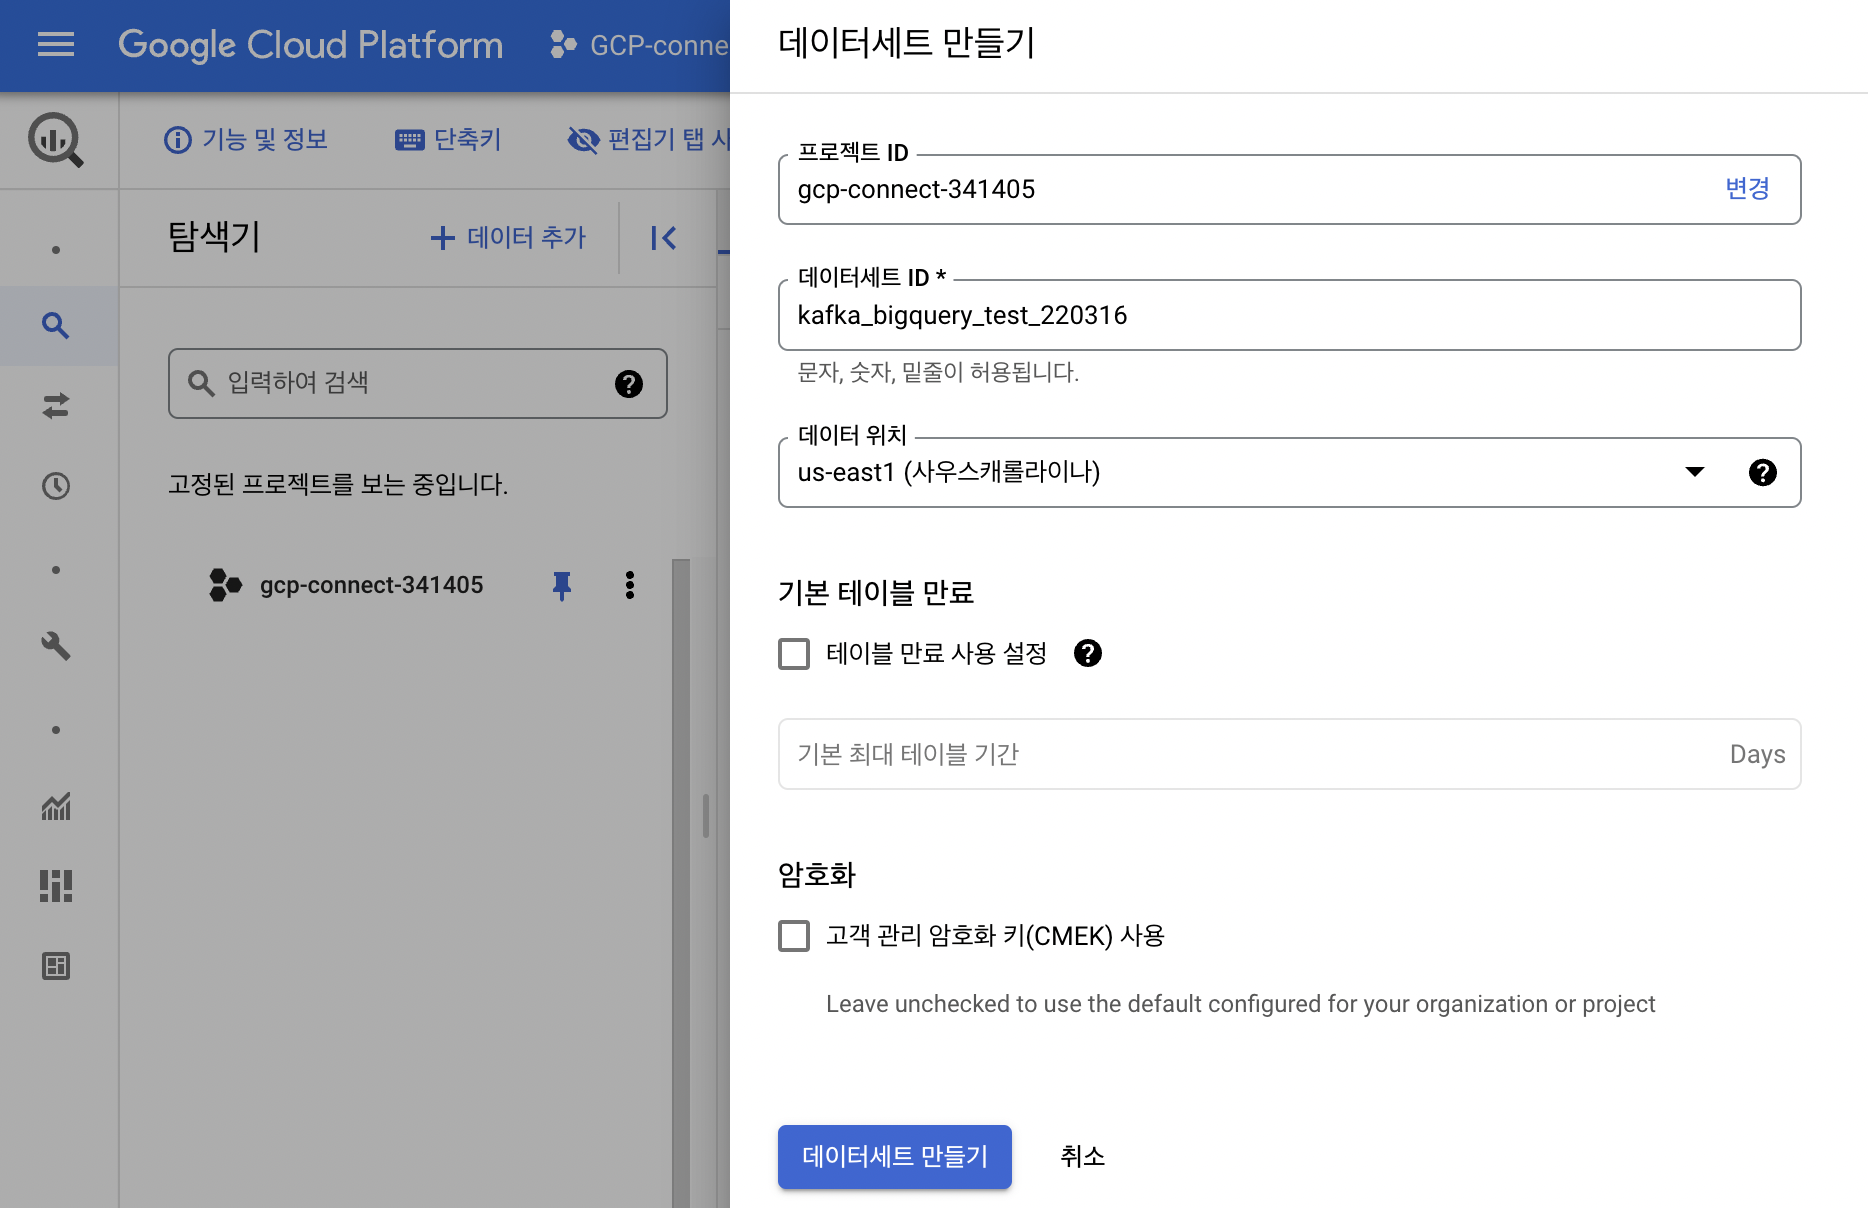 Google Cloud Platform
GCP-conne
기능 및 정보
단축키
편집기 탭 사
탐색기
데이터 추가
입력하여 검색
고정된 프로젝트를 보는 중입니다.
gcp-connect-341405
데이터세트 만들기
프로젝트 ID
gcp-connect-341405
변경
데이터세트 ID *
kafka_bigquery_test_220316
문자, 숫자, 밑줄이 허용됩니다.
데이터 위치
us-east1 (사우스캐롤라이나)
기본 테이블 만료
테이블 만료 사용 설정
기본 최대 테이블 기간
Days
암호화
고객 관리 암호화 키(CMEK) 사용
Leave unchecked to use the default configured for your organization or project
데이터세트 만들기
취소